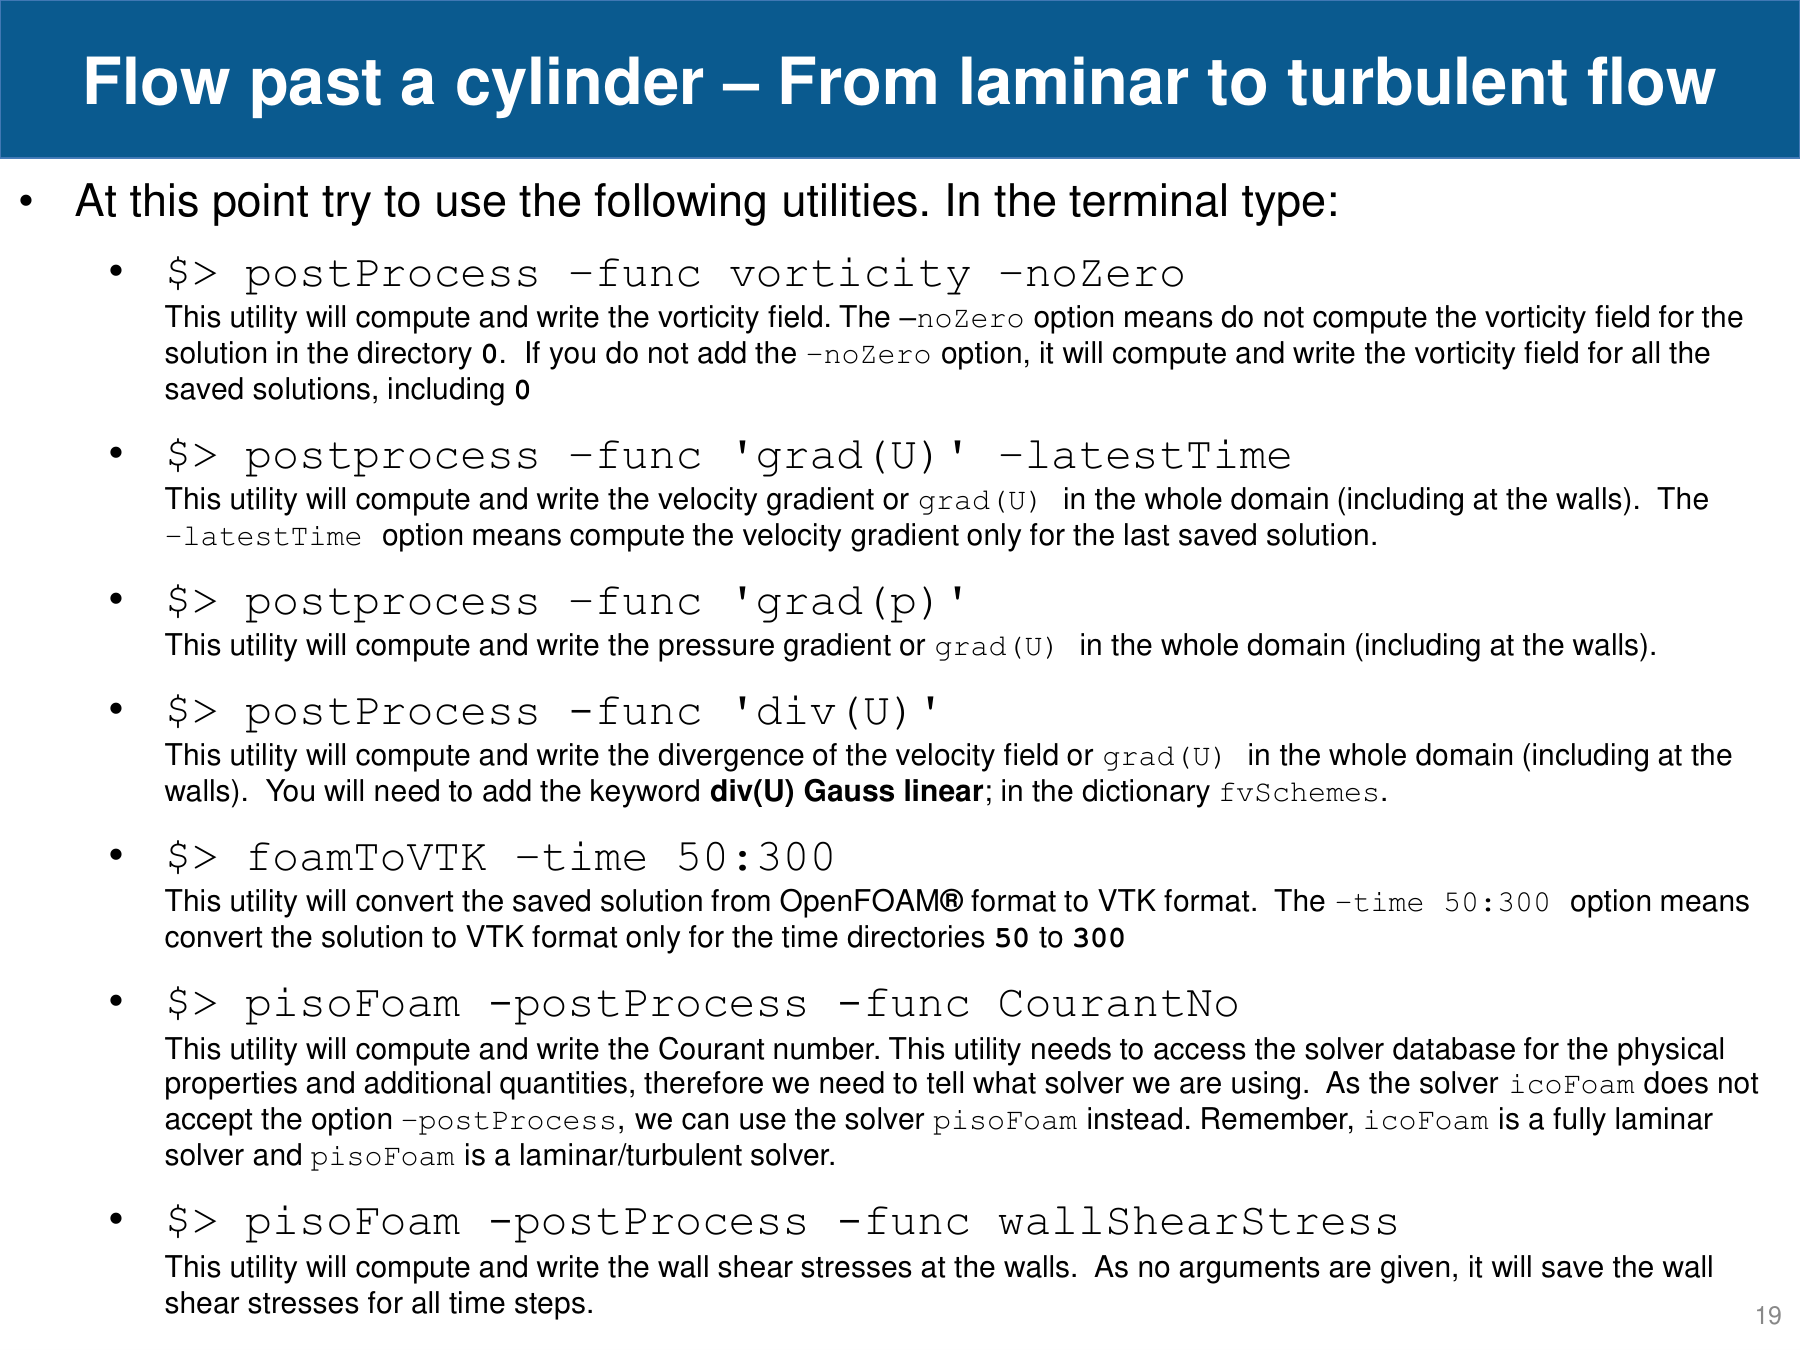 Flow past a cylinder – From laminar to turbulent flow
• At this point try to use the following utilities. In the terminal type:
• $> postProcess –func vorticity –noZero
This utility will compute and write the vorticity field. The –noZero option means do not compute the vorticity field for the
solution in the directory 0. If you do not add the –noZero option, it will compute and write the vorticity field for all the
saved solutions, including 0
• $> postprocess –func 'grad(U)' –latestTime
This utility will compute and write the velocity gradient or grad(U) in the whole domain (including at the walls). The
–latestTime option means compute the velocity gradient only for the last saved solution.
• $> postprocess –func 'grad(p)'
This utility will compute and write the pressure gradient or grad(U) in the whole domain (including at the walls).
• $> postProcess -func 'div(U)'
This utility will compute and write the divergence of the velocity field or grad(U) in the whole domain (including at the
walls). You will need to add the keyword div(U) Gauss linear; in the dictionary fvSchemes.
• $> foamToVTK –time 50:300
This utility will convert the saved solution from OpenFOAM® format to VTK format. The –time 50:300 option means
convert the solution to VTK format only for the time directories 50 to 300
• $> pisoFoam -postProcess -func CourantNo
This utility will compute and write the Courant number. This utility needs to access the solver database for the physical
properties and additional quantities, therefore we need to tell what solver we are using. As the solver icoFoam does not
accept the option –postProcess, we can use the solver pisoFoam instead. Remember, icoFoam is a fully laminar
solver and pisoFoam is a laminar/turbulent solver.
• $> pisoFoam -postProcess -func wallShearStress
This utility will compute and write the wall shear stresses at the walls. As no arguments are given, it will save the wall
shear stresses for all time steps.
19